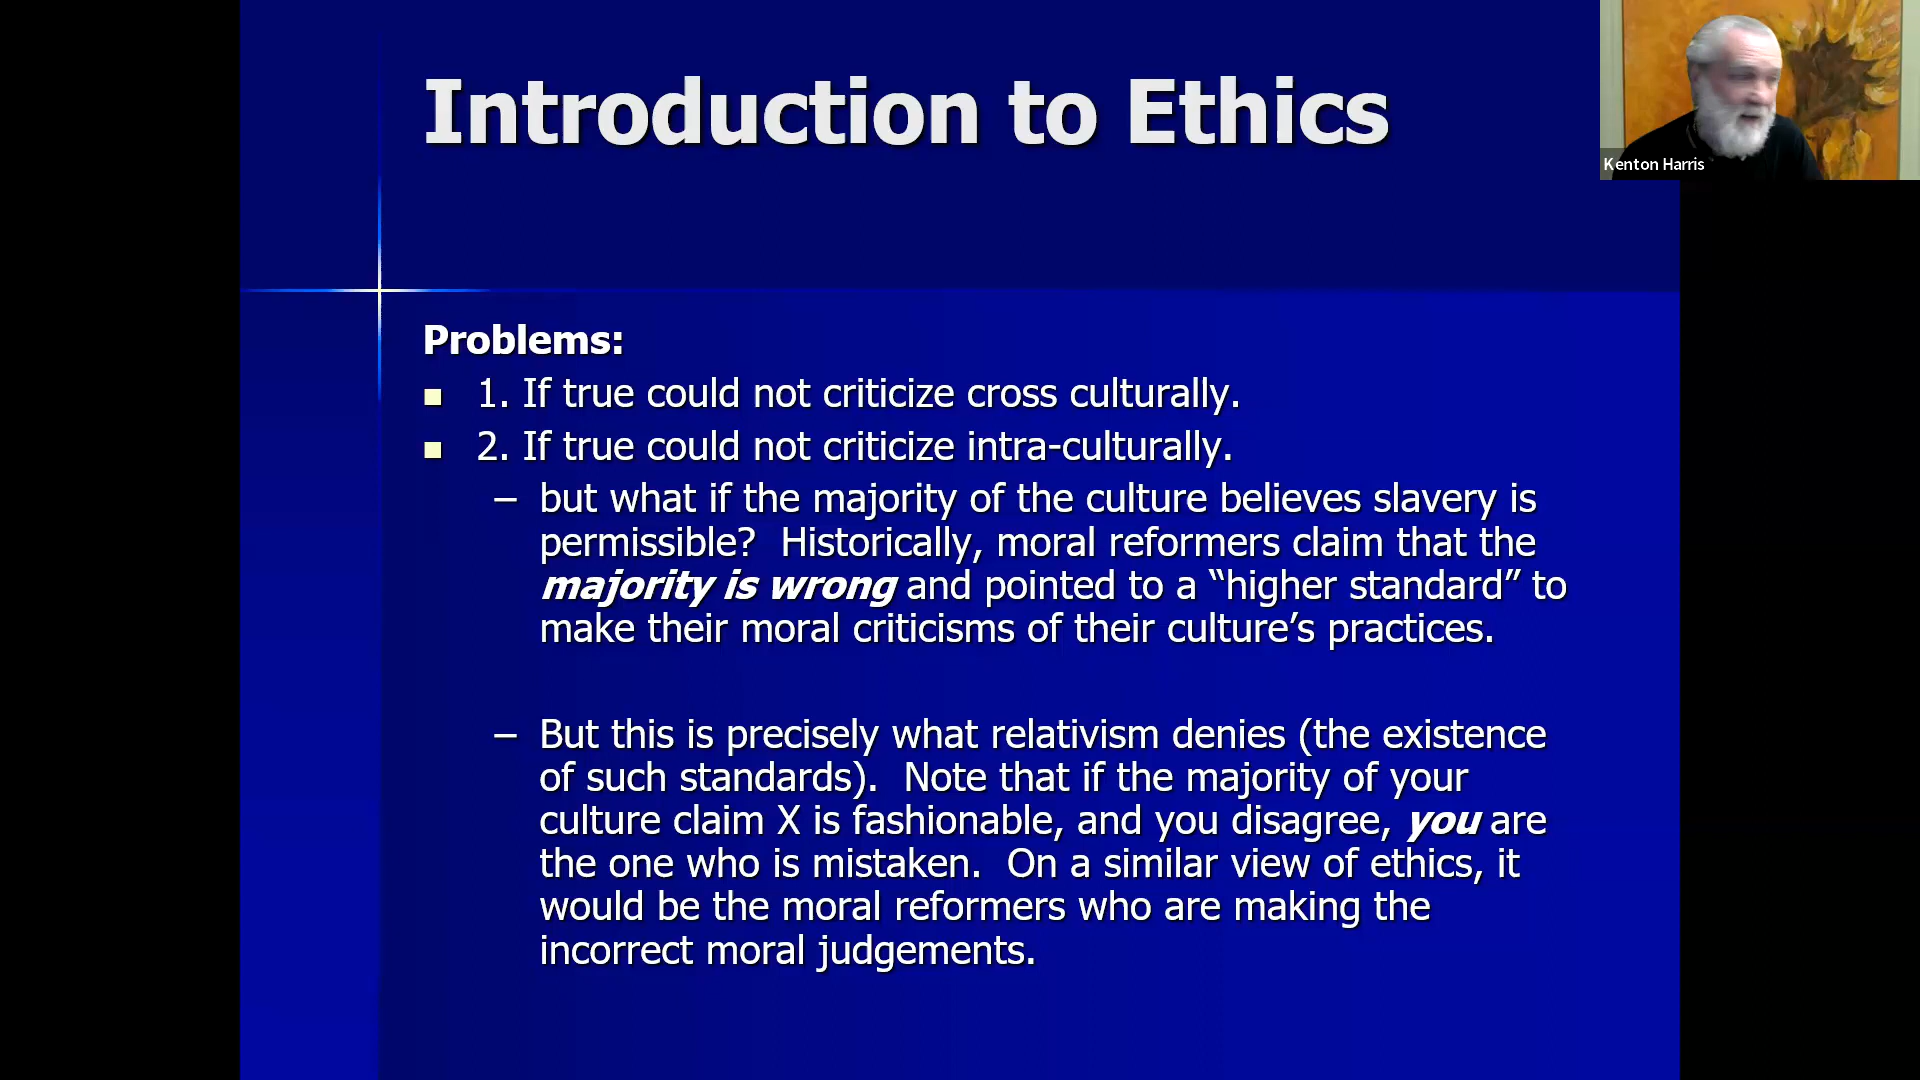 Introduction to Ethics
Kenton Harris
Problems:
1. If true could not criticize cross culturally.
2. If true could not criticize intra-culturally.
– but what if the majority of the culture believes slavery is
permissible?  Historically, moral reformers claim that the
majority is wrong and pointed to a “higher standard” to
make their moral criticisms of their culture’s practices.
– But this is precisely what relativism denies (the existence
of such standards).  Note that if the majority of your
culture claim X is fashionable, and you disagree, you are
the one who is mistaken.  On a similar view of ethics, it
would be the moral reformers who are making the
incorrect moral judgements.